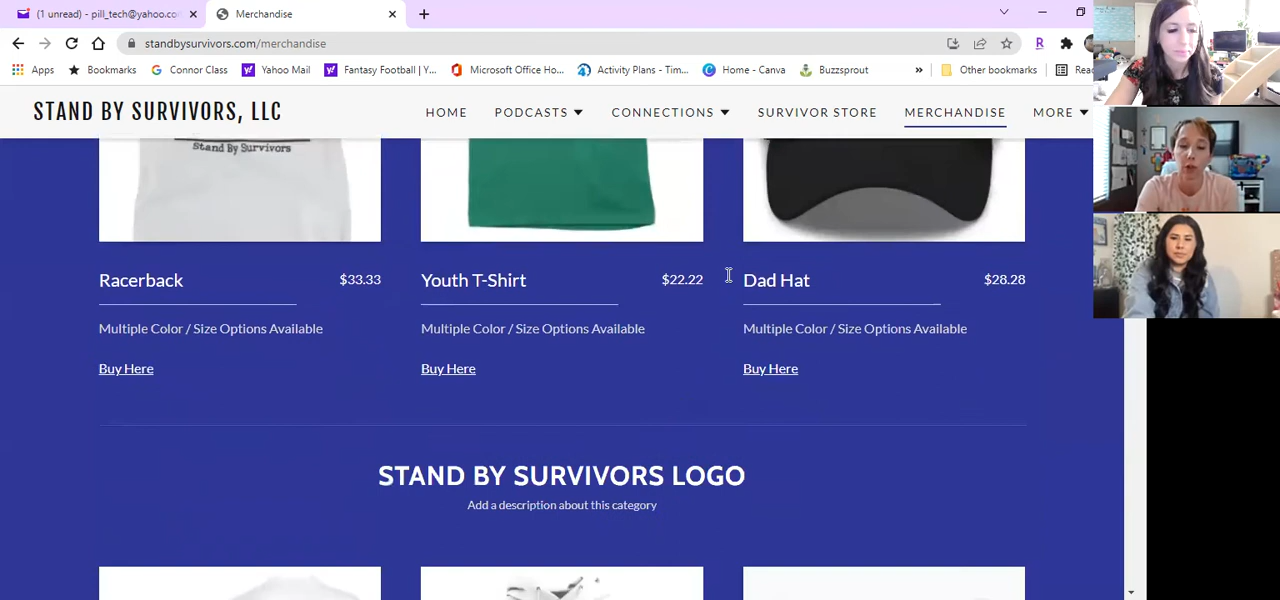 (1 unread) - pill_tech@yahoo.co
Merchandise
standbysurvivors.com/merchandise
R
Apps Bookmarks Connor Class Yahoo Mail Fantasy Football | Y... Microsoft Office Ho... Activity Plans - Tim... Home - Canva Buzzsprout » Other bookmarks Rea
STAND BY SURVIVORS, LLC
HOME PODCASTS CONNECTIONS SURVIVOR STORE MERCHANDISE MORE
Stand By Survivors
Racerback $33.33
Multiple Color / Size Options Available
Buy Here
Youth T-Shirt $22.22
Multiple Color / Size Options Available
Buy Here
Dad Hat $28.28
Multiple Color / Size Options Available
Buy Here
STAND BY SURVIVORS LOGO
Add a description about this category